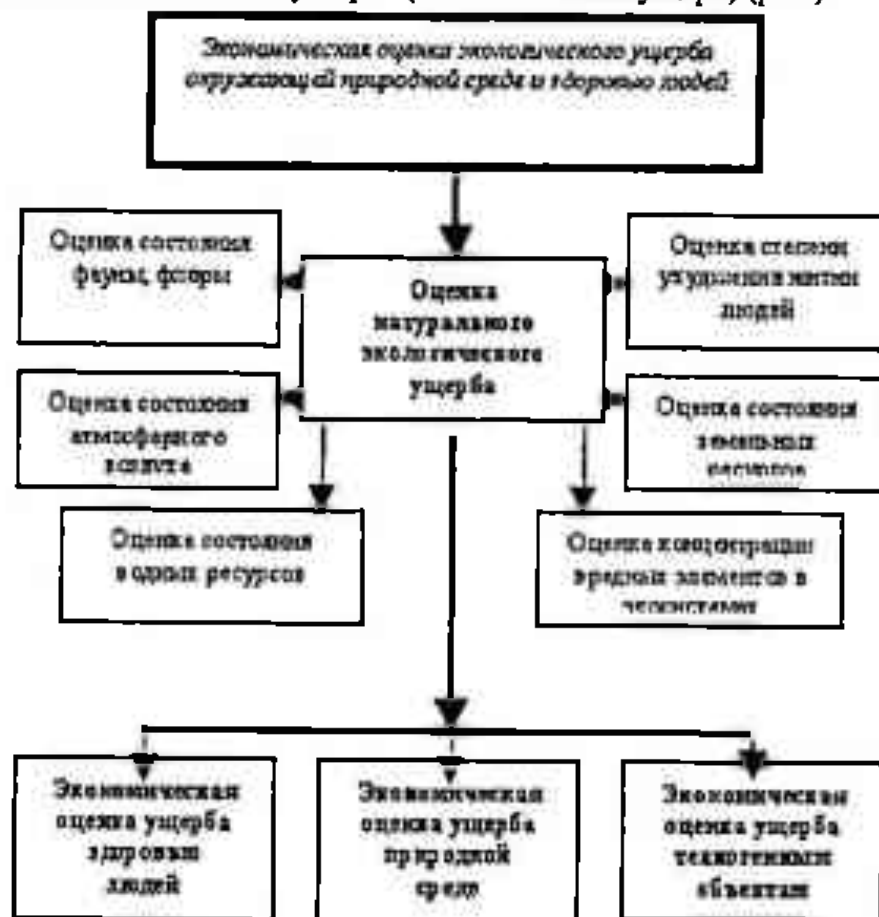 Экономическая оценка экологического ущерба
окружающей природной среде и здоровью людей
Оценка состояния
фауны, флоры
Оценка
натурального
экологического
ущерба
Оценка степени
ухудшения жизни
людей
Оценка состояния
атмосферного
воздуха
Оценка состояния
земельных
ресурсов
Оценка состояния
водных ресурсов
Оценка концентрации
вредных элементов в
Экономическая
оценка ущерба
здоровью
людей
Экономическая
оценка ущерба
природной
среде
Экономическая
оценка ущерба
техногенным
объектам